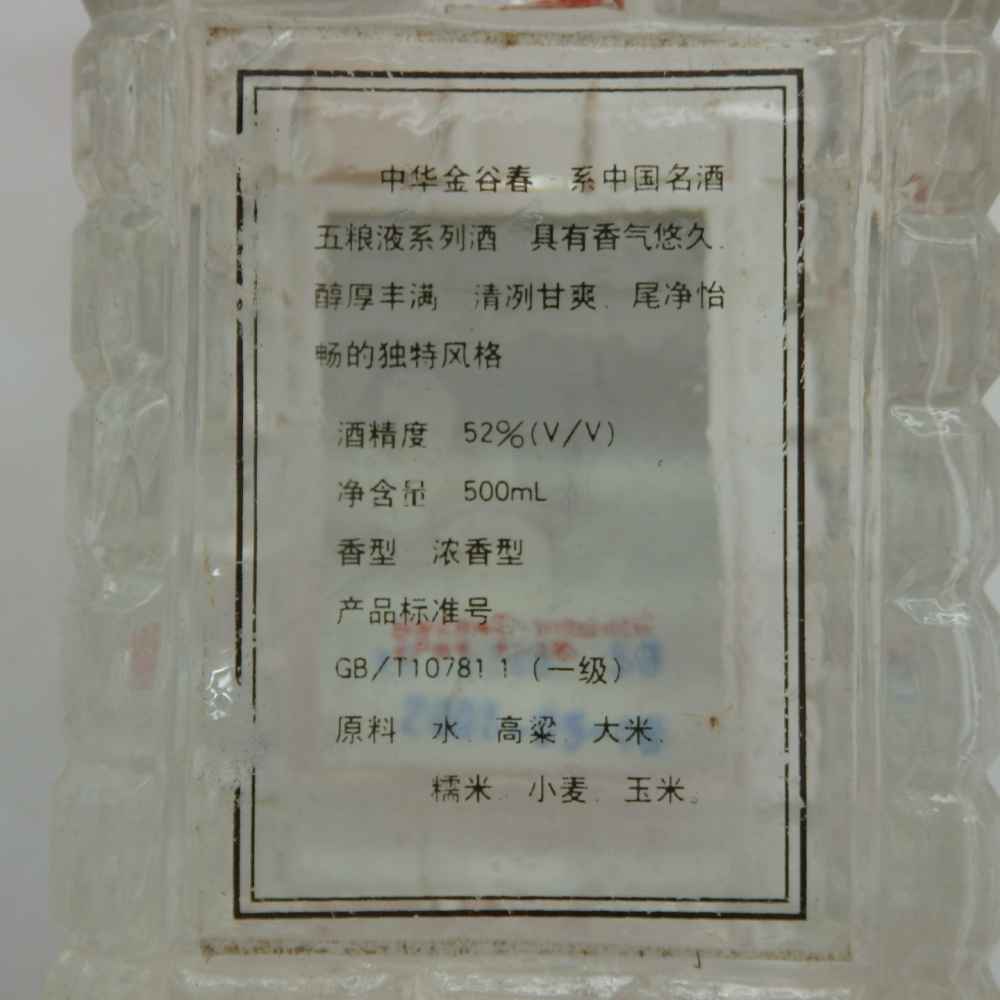 中华金谷春 系中国名酒
五粮液系列酒 具有香气悠久、
醇厚丰满 清冽甘爽、尾净怡
畅的独特风格
酒精度 52%(V/V)
净含量 500mL
香型 浓香型
产品标准号
GB/T10781 1 (一级)
原料 水、高粱、大米、
糯米、小麦、玉米。